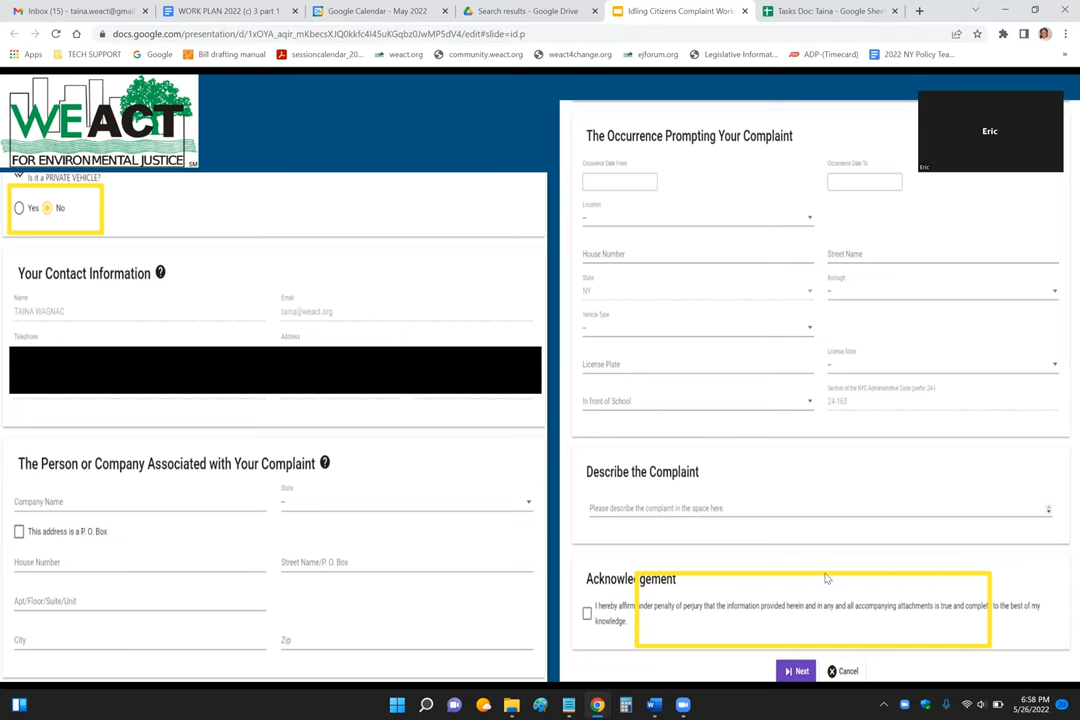 Inbox (15) - taina.weact@gmai
WORK PLAN 2022 (c) 3 part 1
Google Calendar - May 2022
Search results - Google Drive
Idling Citizens Complaint Work
Tasks Doc: Taina - Google Sheet
docs.google.com/presentation/d/1xOYA_aqir_mKbecsXJQ0kkfc4I45uKGqbz0JwMP5dV4/edit#slide=id.p
Apps
TECH SUPPORT
Google
Bill drafting manual
sessioncalendar_20...
weact.org
community.weact.org
weact4change.org
ejforum.org
Legislative Informat...
ADP-(Timecard)
2022 NY Policy Tea...
WE ACT
FOR ENVIRONMENTAL JUSTICE
SM
Is it a PRIVATE VEHICLE?
Yes No
Your Contact Information ?
Name
Email
TAINA WAGNAC
taina@weact.org
Telephone
Address
The Person or Company Associated with Your Complaint ?
Company Name
State
–
This address is a P. O. Box
House Number
Street Name/P. O. Box
Apt/Floor/Suite/Unit
City
Zip
The Occurrence Prompting Your Complaint
Occurence Date From
Occurence Date To
Location
–
House Number
Street Name
State
Borough
NY
–
Vehicle Type
–
License Plate
License State
–
In front of School
Section of the NYC Administrative Code (prefix: 24-)
24-163
Describe the Complaint
Please describe the complaint in the space here.
Acknowledgement
I hereby affirm under penalty of perjury that the information provided herein and in any and all accompanying attachments is true and complete to the best of my
knowledge.
Next
Cancel
Eric
Eric
6:58 PM
5/26/2022
20